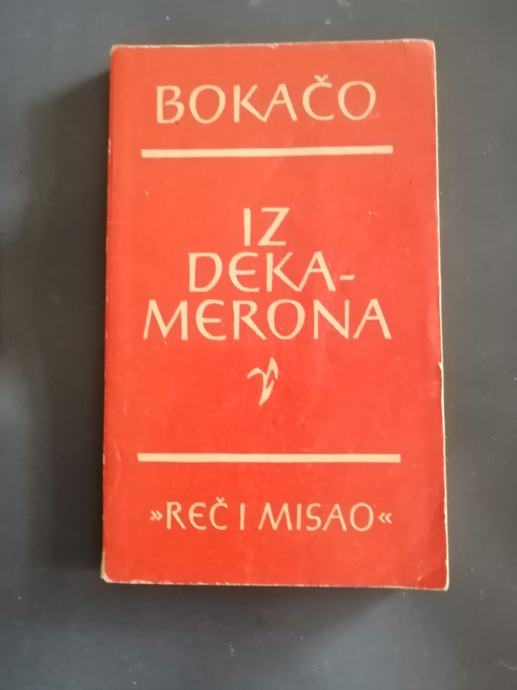 BOKAČO
IZ
DEKA-
MERONA
»REČ I MISAO«